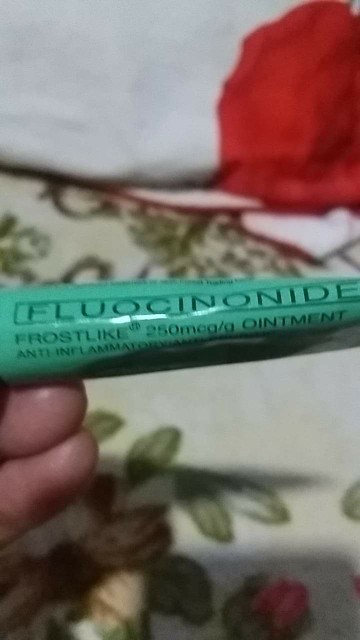 FLUOCINONIDE
FROSTLIKE® 250mcg/g OINTMENT
ANTI-INFLAMMATORY